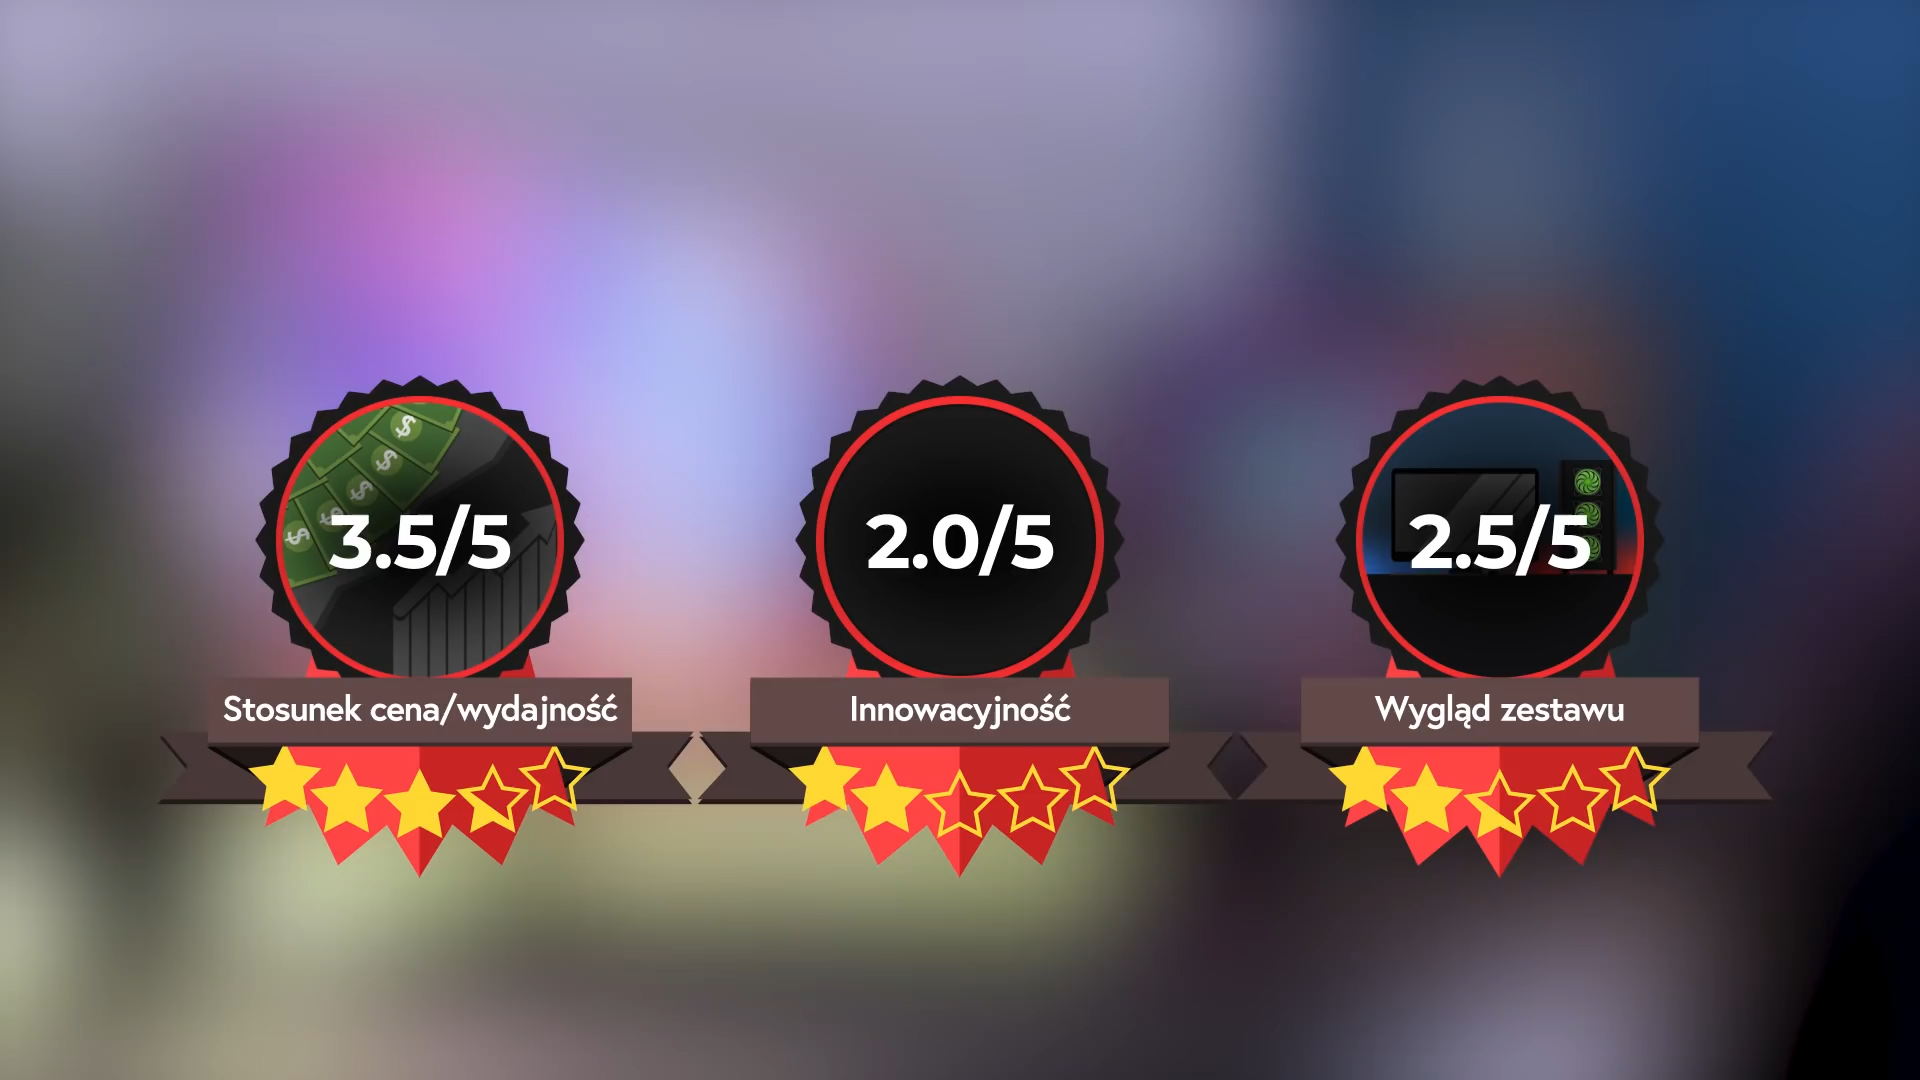 3.5/5
2.0/5
2.5/5
Stosunek cena/wydajność
Innowacyjność
Wygląd zestawu